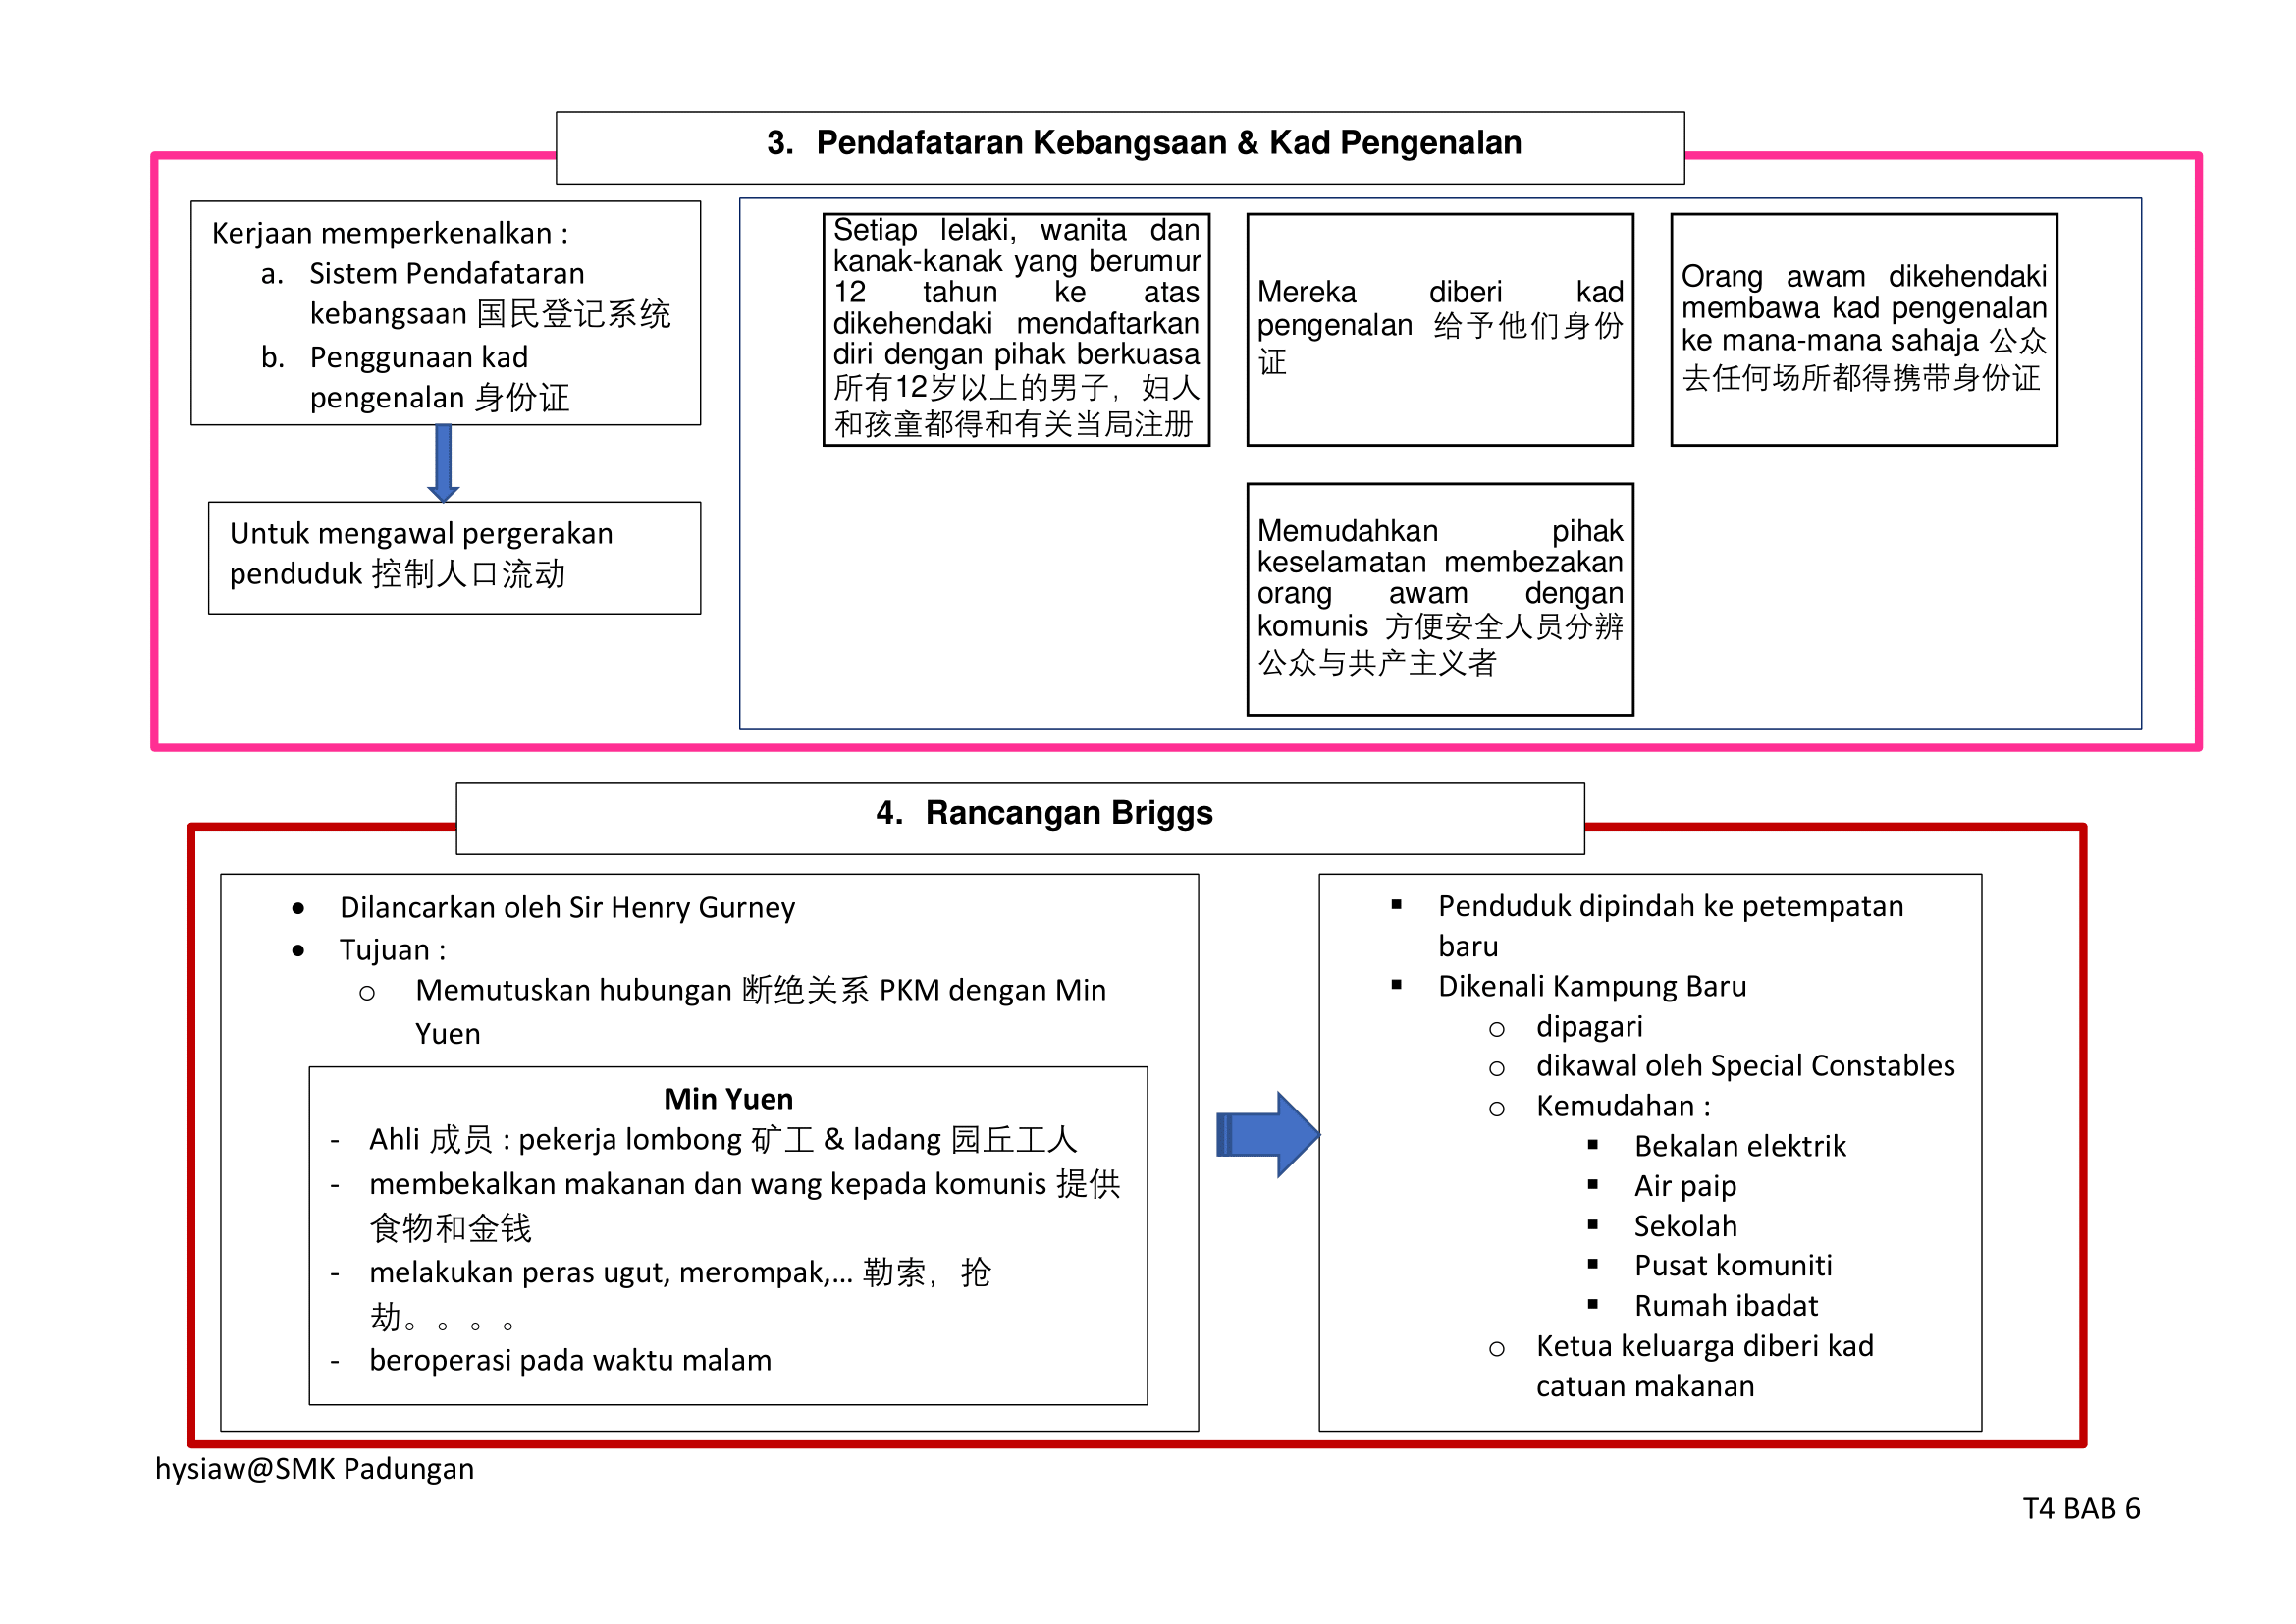 3. Pendafataran Kebangsaan & Kad Pengenalan
Kerjaan memperkenalkan :
a. Sistem Pendafataran
kebangsaan 国民登记系统
b. Penggunaan kad
pengenalan 身份证
Untuk mengawal pergerakan
penduduk 控制人口流动
Setiap lelaki, wanita dan
kanak-kanak yang berumur
12 tahun ke atas
dikehendaki mendaftarkan
diri dengan pihak berkuasa
所有12岁以上的男子，妇人
和孩童都得和有关当局注册
Mereka diberi kad
pengenalan 给予他们身份
证
Orang awam dikehendaki
membawa kad pengenalan
ke mana-mana sahaja 公众
去任何场所都得携带身份证
Memudahkan pihak
keselamatan membezakan
orang awam dengan
komunis 方便安全人员分辨
公众与共产主义者
4. Rancangan Briggs
• Dilancarkan oleh Sir Henry Gurney
• Tujuan :
o Memutuskan hubungan 断绝关系 PKM dengan Min
Yuen
Min Yuen
- Ahli 成员 : pekerja lombong 矿工 & ladang 园丘工人
- membekalkan makanan dan wang kepada komunis 提供
食物和金钱
- melakukan peras ugut, merompak,... 勒索，抢
劫。。。。
- beroperasi pada waktu malam
▪ Penduduk dipindah ke petempatan
baru
▪ Dikenali Kampung Baru
o dipagari
o dikawal oleh Special Constables
o Kemudahan :
▪ Bekalan elektrik
▪ Air paip
▪ Sekolah
▪ Pusat komuniti
▪ Rumah ibadat
o Ketua keluarga diberi kad
catuan makanan
hysiaw@SMK Padungan
T4 BAB 6